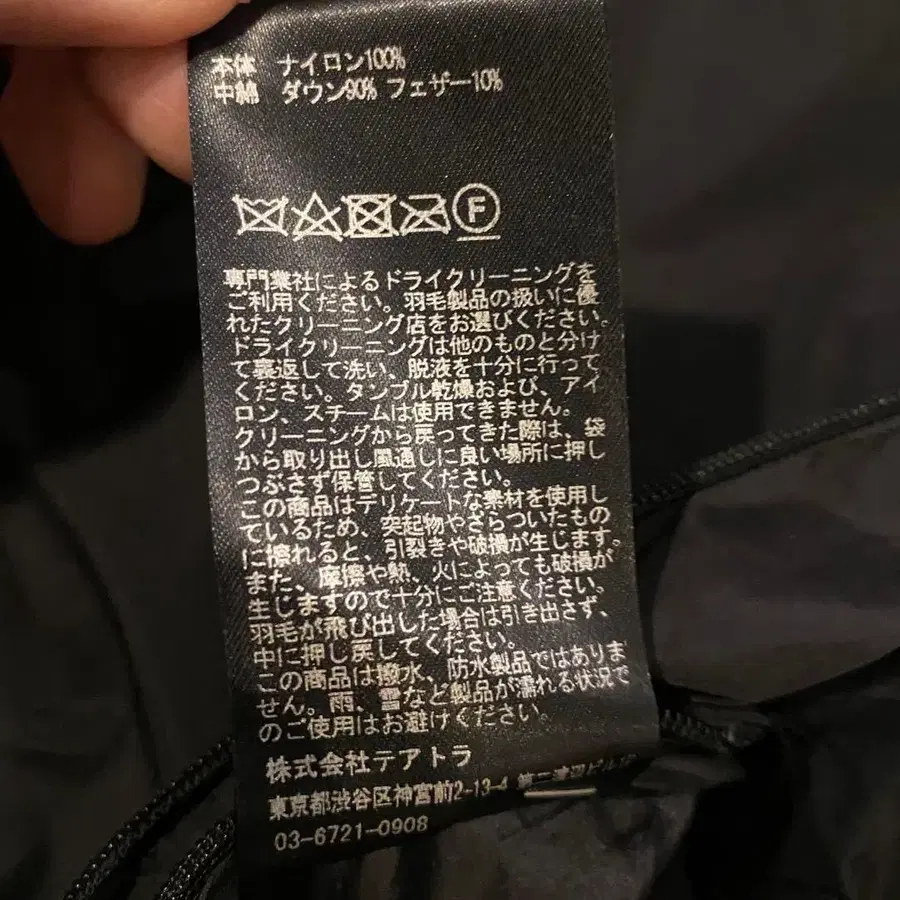 本体 ナイロン100%
中綿 ダウン90% フェザー10%
F
専門業社によるドライクリーニングを
ご利用ください。羽毛製品の扱いに優
れたクリーニング店をお選びください。
ドライクリーニングは他のものと分け
て裏返して洗い、脱液を十分に行って
ください。タンブル乾燥および、アイ
ロン、スチームは使用できません。
クリーニングから戻ってきた際は、袋
から取り出し風通しに良い場所に押し
つぶさず保管してください。
この商品はデリケートな素材を使用し
ているため、突起物やざらついたもの
に擦れると、引裂きや破損が生じます。
また、摩擦や熱、火によっても破損が
生じますので十分にご注意ください。
羽毛が飛び出した場合は引き出さず、
中に押し戻してください。
この商品は撥水、防水製品ではありま
せん。雨、雪など製品が濡れる状況で
のご使用はお避けください。
株式会社テアトラ
東京都渋谷区神宮前2-13-4
03-6721-0908